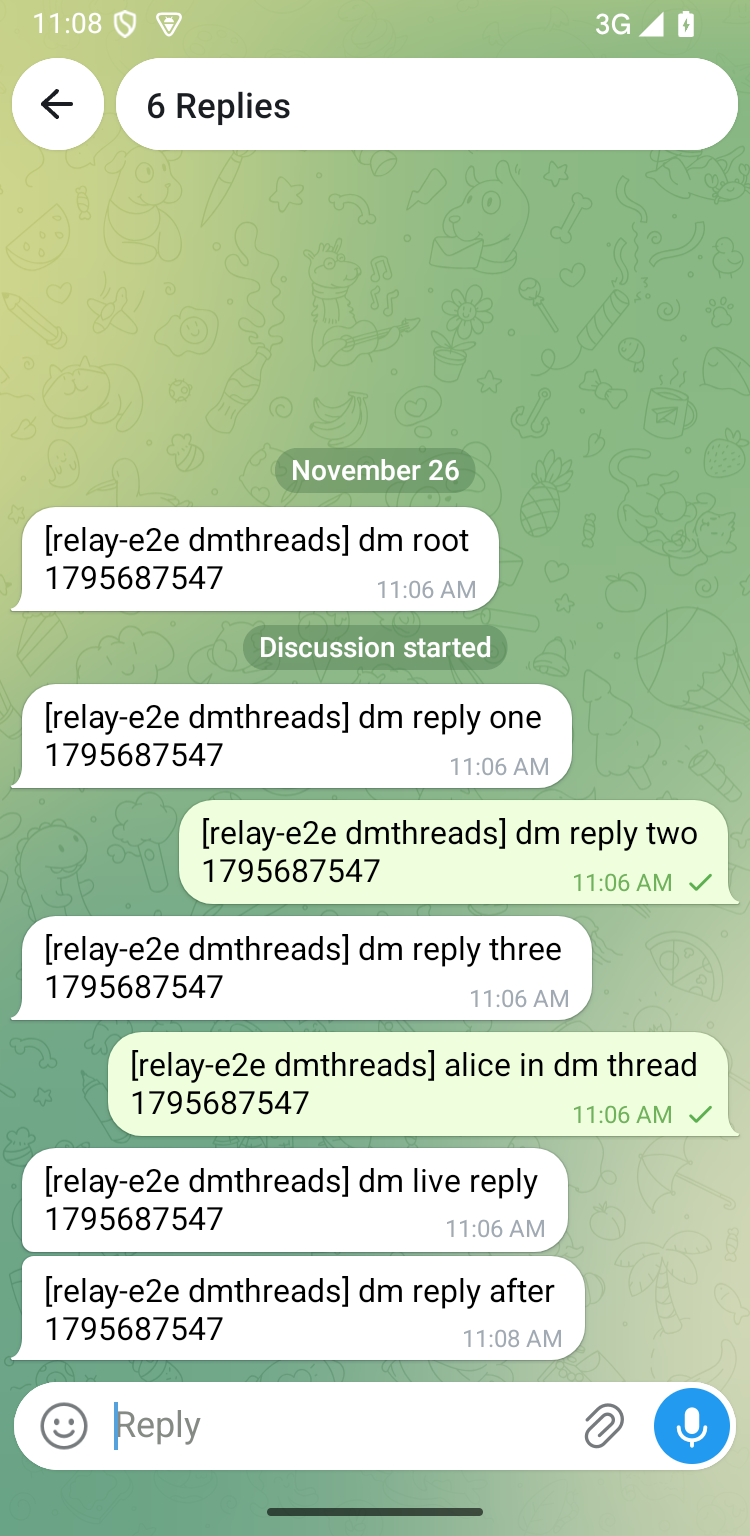 11:08
3G
6 Replies
November 26
[relay-e2e dmthreads] dm root
1795687547
11:06 AM
Discussion started
[relay-e2e dmthreads] dm reply one
1795687547
11:06 AM
[relay-e2e dmthreads] dm reply two
1795687547
11:06 AM
[relay-e2e dmthreads] dm reply three
1795687547
11:06 AM
[relay-e2e dmthreads] alice in dm thread
1795687547
11:06 AM
[relay-e2e dmthreads] dm live reply
1795687547
11:06 AM
[relay-e2e dmthreads] dm reply after
1795687547
11:08 AM
Reply